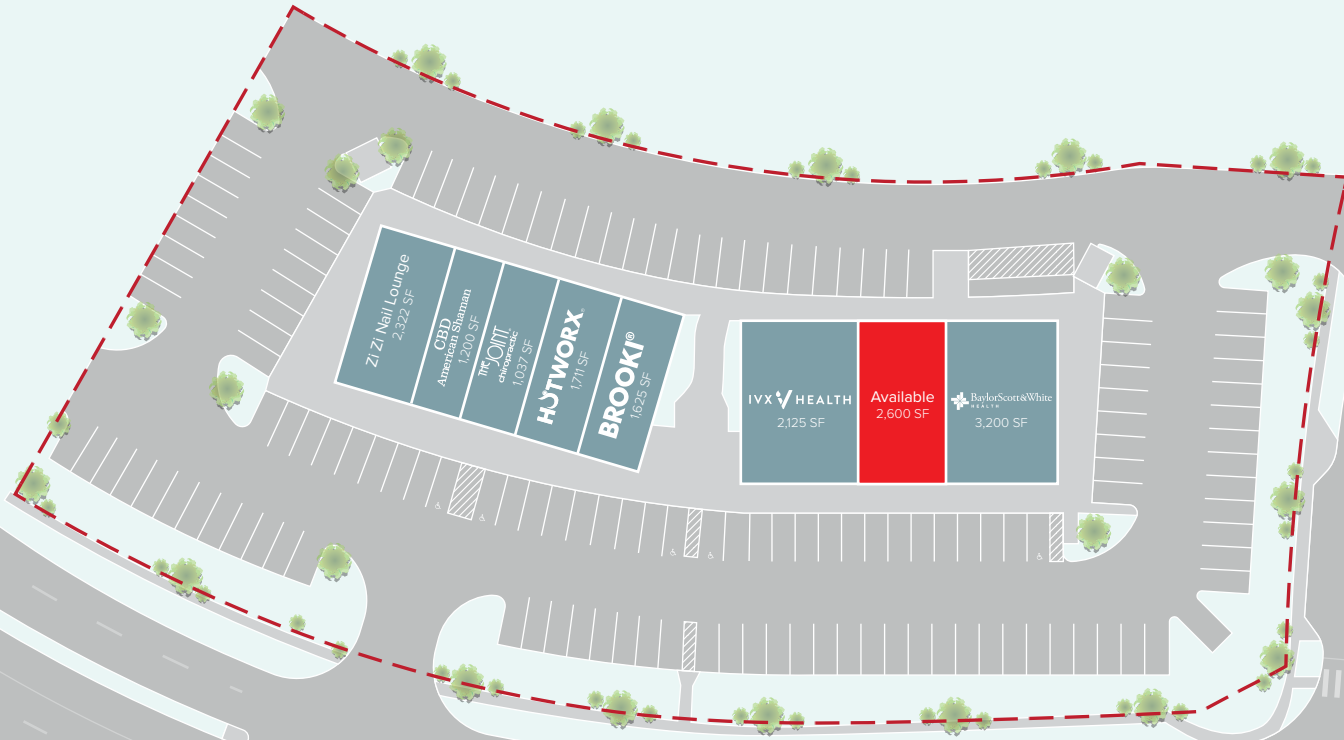 Zi Zi Nail Lounge
2,322 SF
CBD
American Shaman
1,200 SF
THE JOINT
chiropractic
1,037 SF
HOTWORX
1,711 SF
BROOKI®
1,625 SF
IVX HEALTH
2,125 SF
Available
2,600 SF
BaylorScott&White
HEALTH
3,200 SF